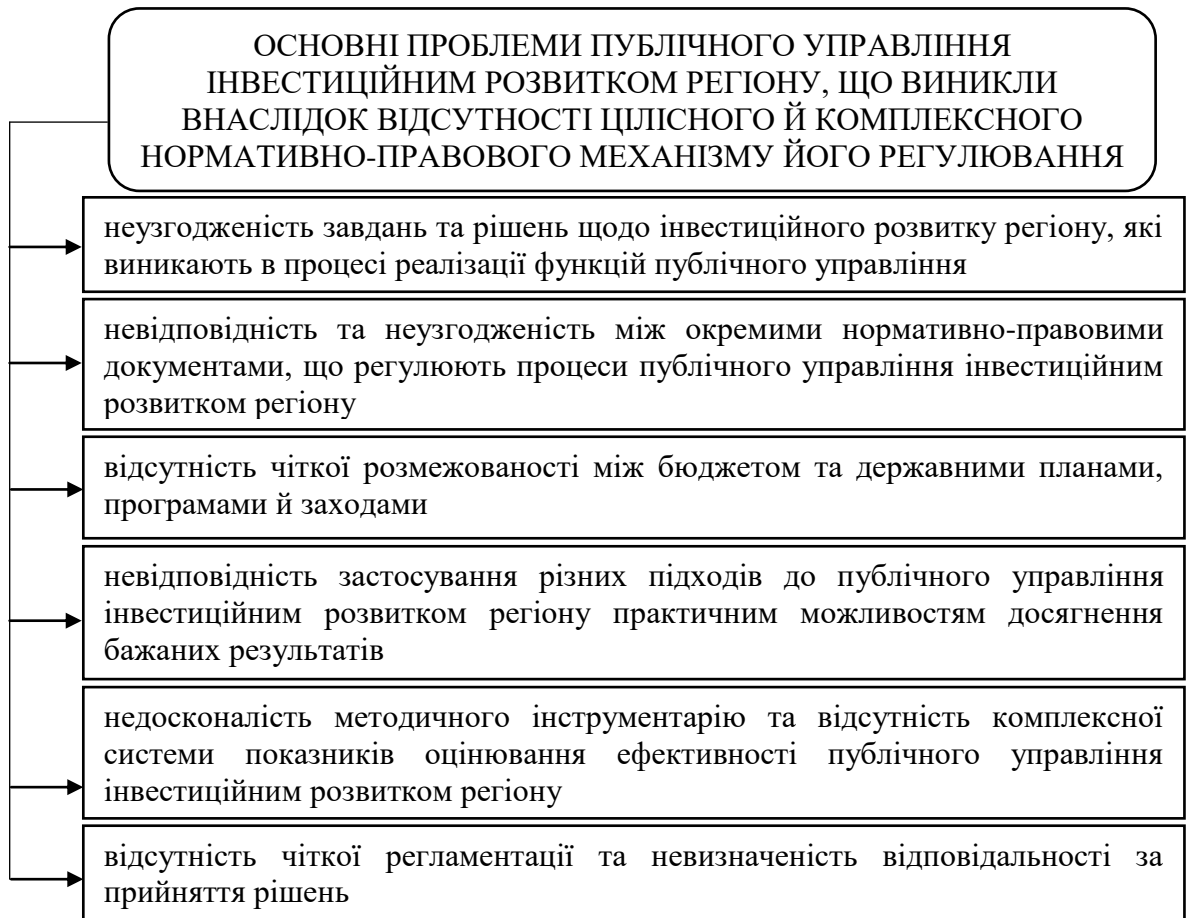 ОСНОВНІ ПРОБЛЕМИ ПУБЛІЧНОГО УПРАВЛІННЯ
ІНВЕСТИЦІЙНИМ РОЗВИТКОМ РЕГІОНУ, ЩО ВИНИКЛИ
ВНАСЛІДОК ВІДСУТНОСТІ ЦІЛІСНОГО Й КОМПЛЕКСНОГО
НОРМАТИВНО-ПРАВОВОГО МЕХАНІЗМУ ЙОГО РЕГУЛЮВАННЯ
неузгодженість завдань та рішень щодо інвестиційного розвитку регіону, які
виникають в процесі реалізації функцій публічного управління
невідповідність та неузгодженість між окремими нормативно-правовими
документами, що регулюють процеси публічного управління інвестиційним
розвитком регіону
відсутність чіткої розмежованості між бюджетом та державними планами,
програмами й заходами
невідповідність застосування різних підходів до публічного управління
інвестиційним розвитком регіону практичним можливостям досягнення
бажаних результатів
недосконалість методичного інструментарію та відсутність комплексної
системи показників оцінювання ефективності публічного управління
інвестиційним розвитком регіону
відсутність чіткої регламентації та невизначеність відповідальності за
прийняття рішень